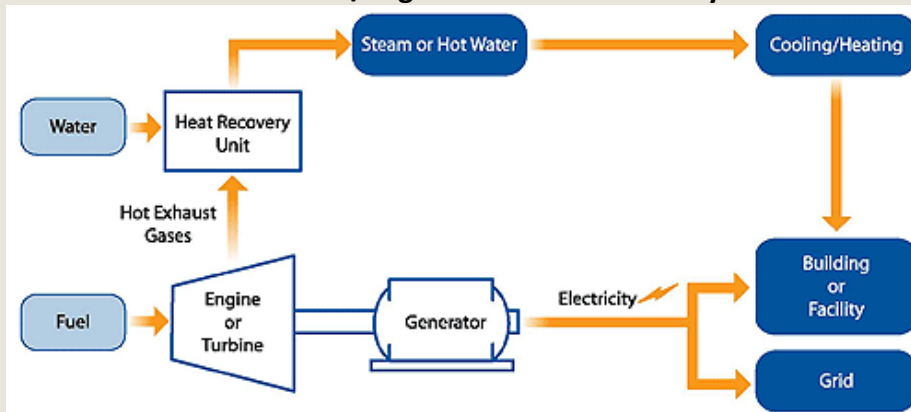 Steam or Hot Water
Cooling/Heating
Water
Heat Recovery
Unit
Hot Exhaust
Gases
Building
or
Facility
Electricity
Engine
or
Turbine
Generator
Fuel
Grid